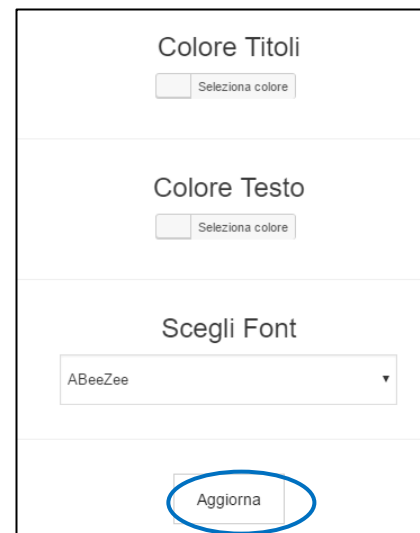 Colore Titoli
Seleziona colore
Colore Testo
Seleziona colore
Scegli Font
ABeeZee
Aggiorna